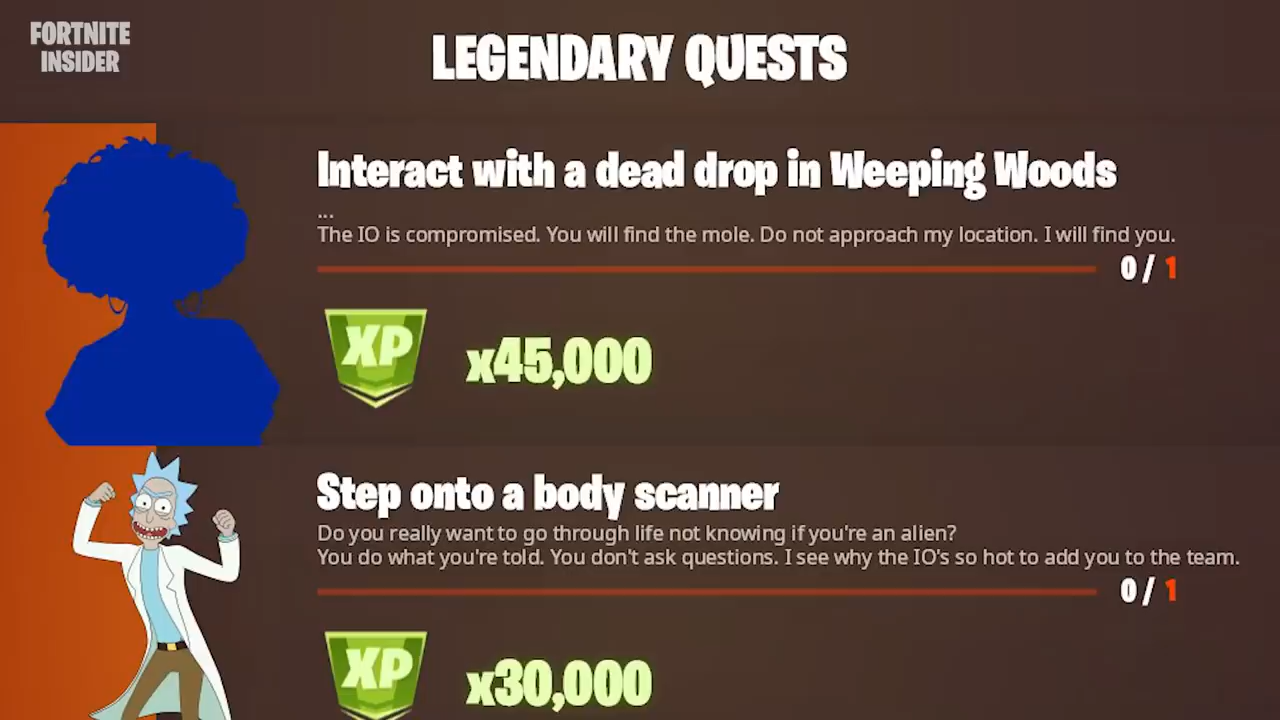 FORTNITE
INSIDER
LEGENDARY QUESTS
Interact with a dead drop in Weeping Woods
...
The IO is compromised. You will find the mole. Do not approach my location. I will find you.
0 / 1
XP
x45,000
Step onto a body scanner
Do you really want to go through life not knowing if you're an alien?
You do what you're told. You don't ask questions. I see why the IO's so hot to add you to the team.
0 / 1
XP
x30,000